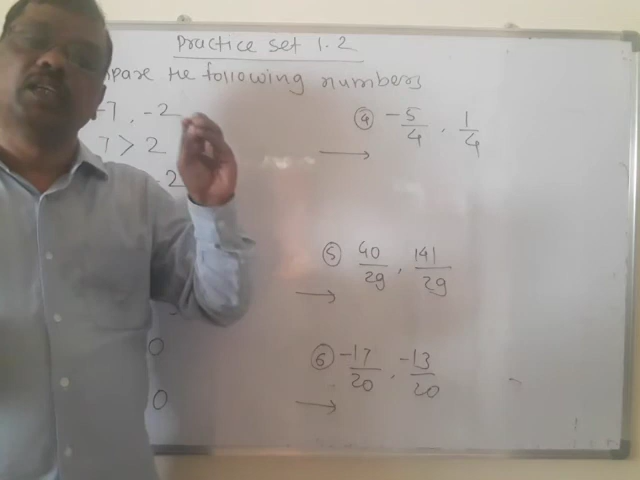 Practice set 1.2
the following numbers
-7, -2
7 > 2
2
0
0
④ -5/4, 1/4
→
⑤ 40/29, 141/29
→
⑥ -17/20, -13/20
→